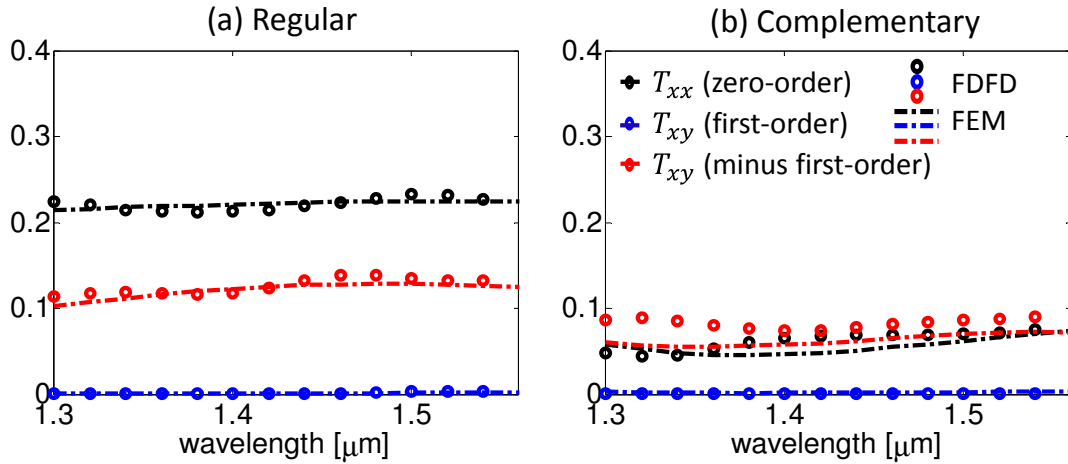 (a) Regular
(b) Complementary
0.4
0.3
0.2
0.1
0
1.3
1.4
1.5
wavelength [μm]
0.4
0.3
0.2
0.1
0
1.3
1.4
1.5
wavelength [μm]
T_xx (zero-order)
T_xy (first-order)
T_xy (minus first-order)
FDFD
FEM